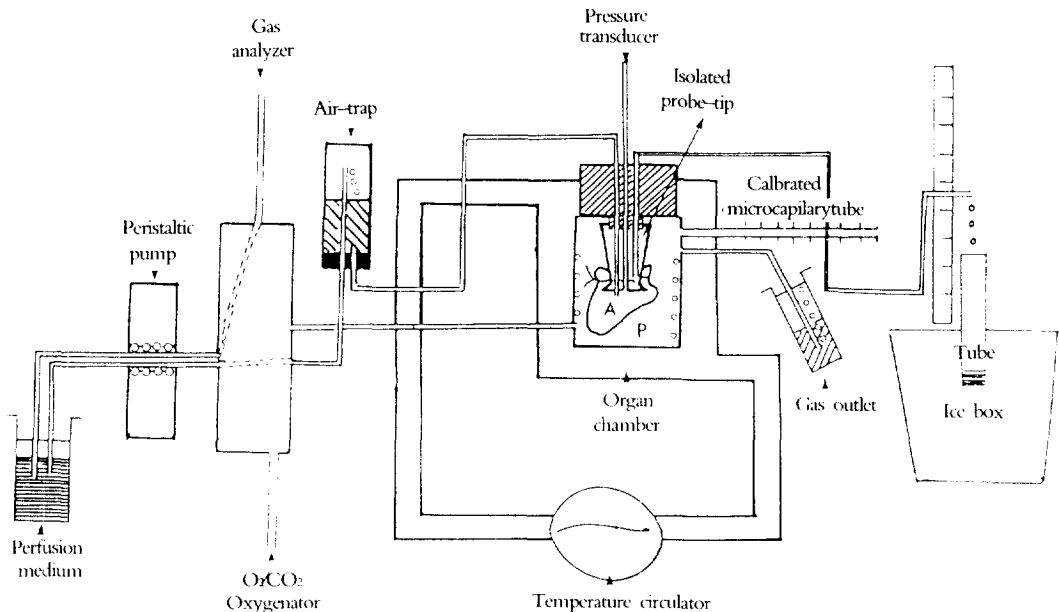 Pressure
transducer
Gas
analyzer
Isolated
probe-tip
Air-trap
Calbrated
microcapilarytube
Peristaltic
pump
A
P
Tube
Organ
chamber
Gas outlet
Ice box
Perfusion
medium
O₂/CO₂
Oxygenator
Temperature circulator